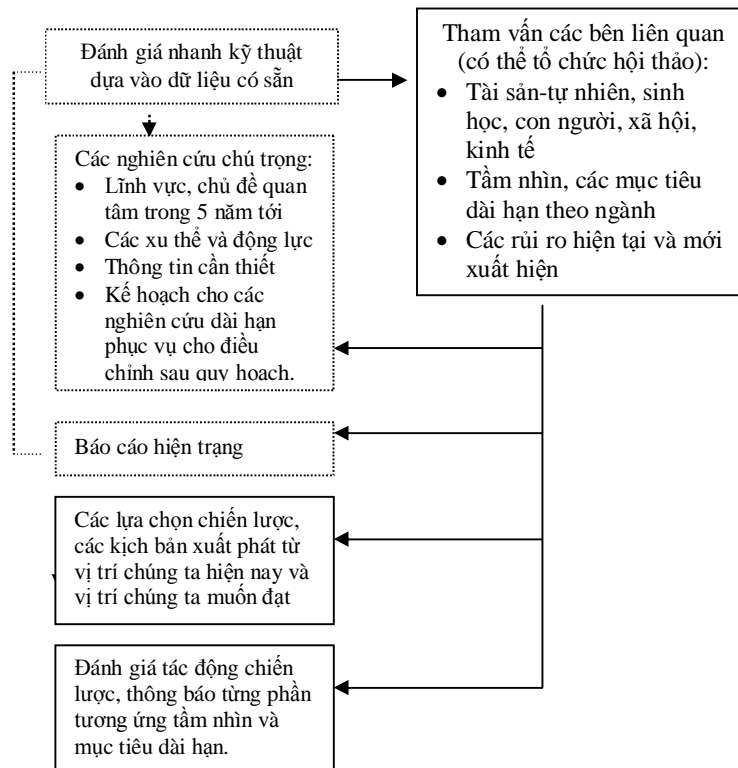 Đánh giá nhanh kỹ thuật
dựa vào dữ liệu có sẵn
Tham vấn các bên liên quan
(có thể tổ chức hội thảo):
• Tài sản-tự nhiên, sinh
học, con người, xã hội,
kinh tế
• Tầm nhìn, các mục tiêu
dài hạn theo ngành
• Các rủi ro hiện tại và mới
xuất hiện
Các nghiên cứu chú trọng:
• Lĩnh vực, chủ đề quan
tâm trong 5 năm tới
• Các xu thế và động lực
• Thông tin cần thiết
• Kế hoạch cho các
nghiên cứu dài hạn
phục vụ cho điều
chỉnh sau quy hoạch.
Báo cáo hiện trạng
Các lựa chọn chiến lược,
các kịch bản xuất phát từ
vị trí chúng ta hiện nay và
vị trí chúng ta muốn đạt
Đánh giá tác động chiến
lược, thông báo từng phần
tương ứng tầm nhìn và
mục tiêu dài hạn.